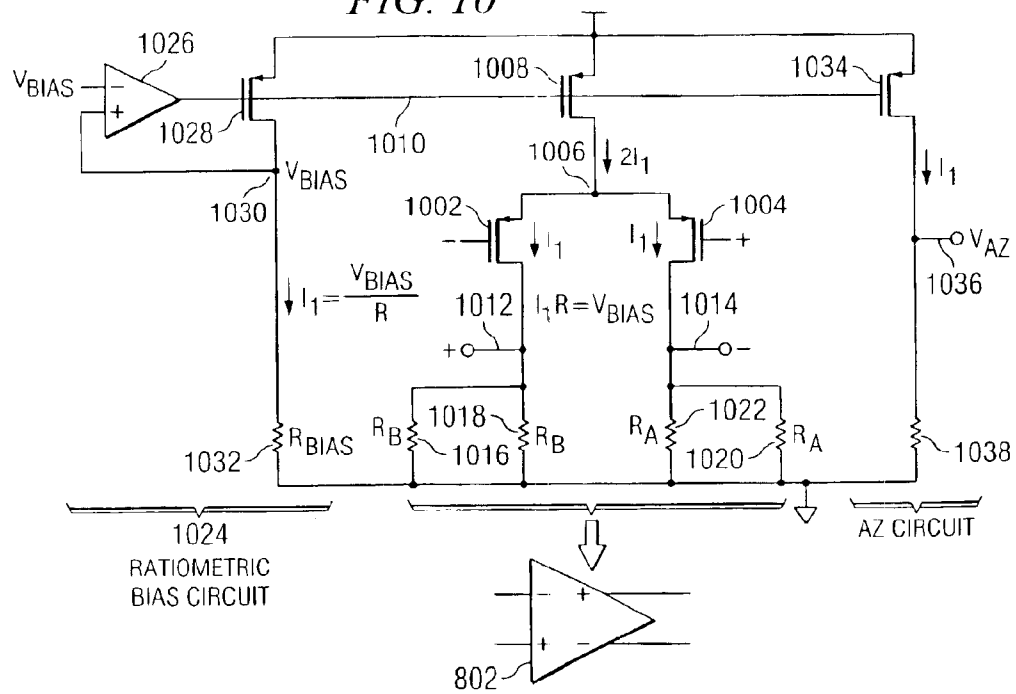 FIG. 10
1026
VBIAS
−
+
1028
1010
1008
1034
VBIAS
1030
1006
2I1
I1
1002
1004
−
+
I1
I1
VAZ
1036
I1 = VBIAS / R
1012
I1R = VBIAS
1014
+
−
RBIAS
1032
RB
1018
1016
RB
RA
1022
1020
RA
1038
1024
RATIOMETRIC
BIAS CIRCUIT
AZ CIRCUIT
− +
+ −
802